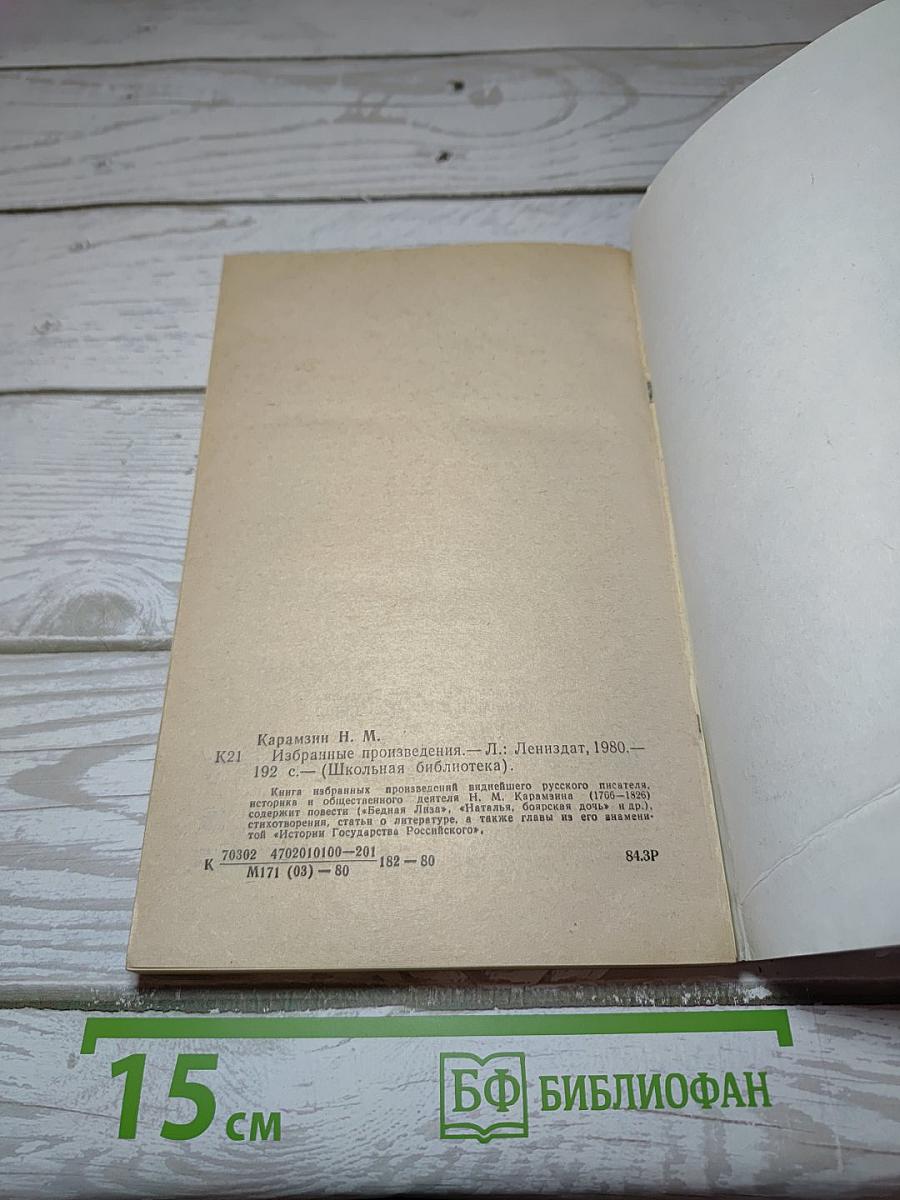 Карамзин Н. М.
К21 Избранные произведения.— Л.: Лениздат, 1980.—
192 с.— (Школьная библиотека).
Книга избранных произведений виднейшего русского писателя,
историка и общественного деятеля Н. М. Карамзина (1766—1826)
содержит повести («Бедная Лиза», «Наталья, боярская дочь» и др.),
стихотворения, статьи о литературе, а также главы из его знамени-
той «Истории Государства Российского».
К 70302 4702010100—201 182—80 84.3Р
М171 (03)—80
15 см
БФ БИБЛИОФАН